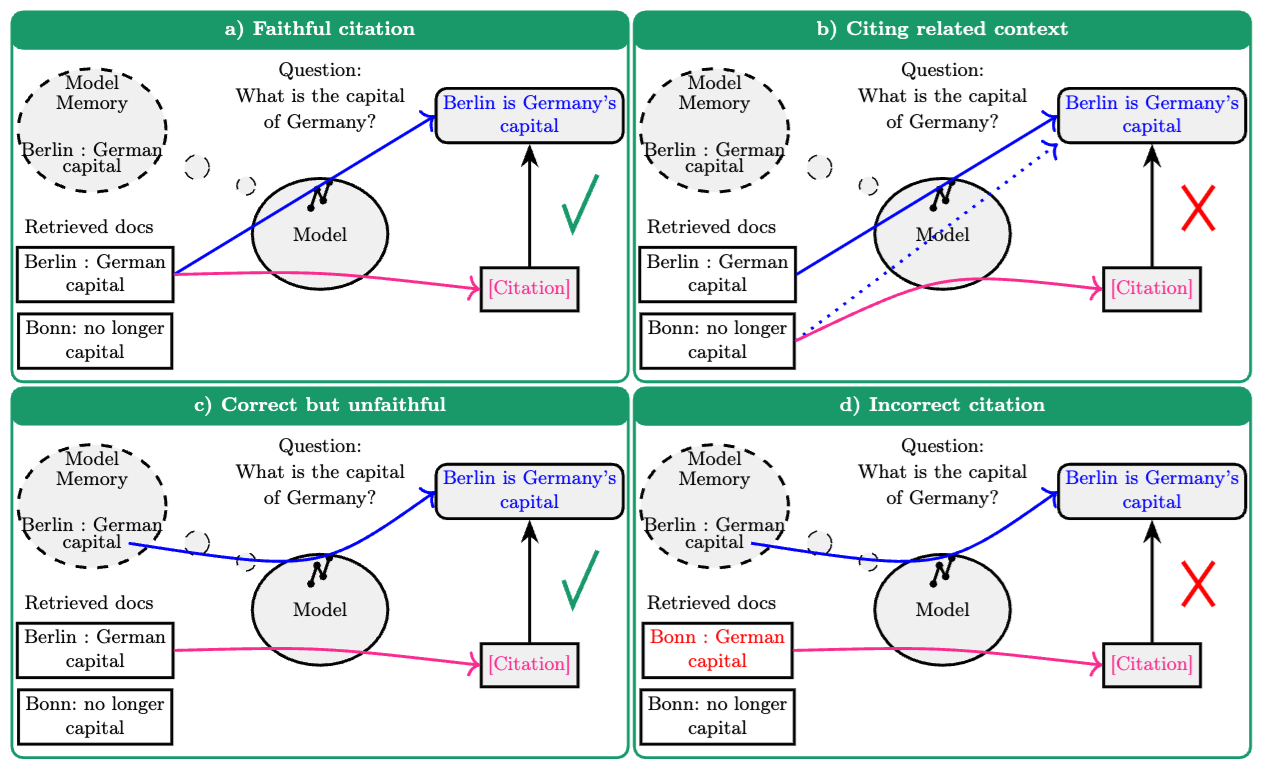 a) Faithful citation
Model
Memory
Berlin : German
capital
Question:
What is the capital
of Germany?
Berlin is Germany's
capital
Model
Retrieved docs
Berlin : German
capital
Bonn: no longer
capital
[Citation]
b) Citing related context
Model
Memory
Berlin : German
capital
Question:
What is the capital
of Germany?
Berlin is Germany's
capital
Model
Retrieved docs
Berlin : German
capital
Bonn: no longer
capital
[Citation]
c) Correct but unfaithful
Model
Memory
Berlin : German
capital
Question:
What is the capital
of Germany?
Berlin is Germany's
capital
Model
Retrieved docs
Berlin : German
capital
Bonn: no longer
capital
[Citation]
d) Incorrect citation
Model
Memory
Berlin : German
capital
Question:
What is the capital
of Germany?
Berlin is Germany's
capital
Model
Retrieved docs
Bonn : German
capital
Bonn: no longer
capital
[Citation]